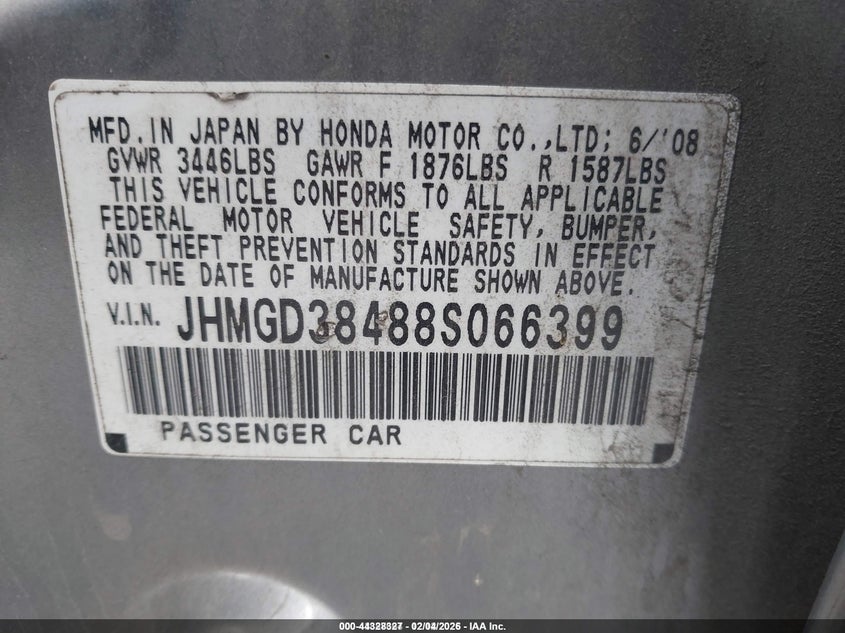 MFD.IN JAPAN BY HONDA MOTOR CO.,LTD; 6/'08
GVWR 3446LBS GAWR F 1876LBS R 1587LBS
THIS VEHICLE CONFORMS TO ALL APPLICABLE
FEDERAL MOTOR VEHICLE SAFETY, BUMPER,
AND THEFT PREVENTION STANDARDS IN EFFECT
ON THE DATE OF MANUFACTURE SHOWN ABOVE.
V.I.N. JHMGD38488S066399
PASSENGER CAR
- IAA Inc.